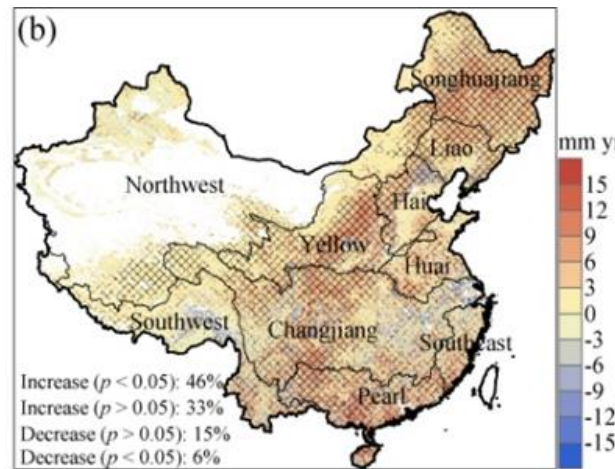 (b)
Songhuajiang
Liao
Northwest
Hai
Yellow
Huai
Southwest
Changjiang
Southeast
Pearl
Increase (p < 0.05): 46%
Increase (p > 0.05): 33%
Decrease (p > 0.05): 15%
Decrease (p < 0.05): 6%
mm y
15
12
9
6
3
0
-3
-6
-9
-12
-15